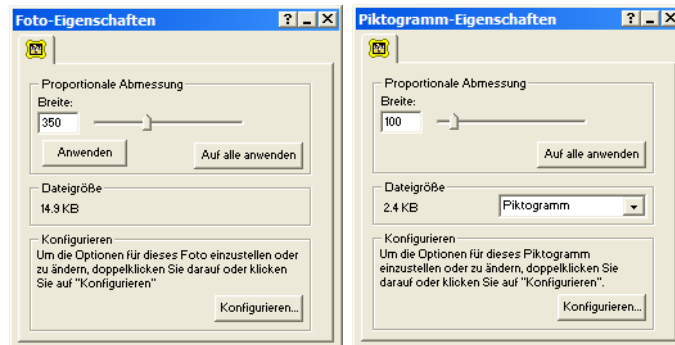 Foto-Eigenschaften
Proportionale Abmessung
Breite:
350
Anwenden
Auf alle anwenden
Dateigröße
14.9 KB
Konfigurieren
Um die Optionen für dieses Foto einzustellen oder
zu ändern, doppelklicken Sie darauf oder klicken
Sie auf "Konfigurieren"
Konfigurieren...
Piktogramm-Eigenschaften
Proportionale Abmessung
Breite:
100
Auf alle anwenden
Dateigröße
2.4 KB
Piktogramm
Konfigurieren
Um die Optionen für dieses Piktogramm
einzustellen oder zu ändern, doppelklicken Sie
darauf oder klicken Sie auf "Konfigurieren".
Konfigurieren...